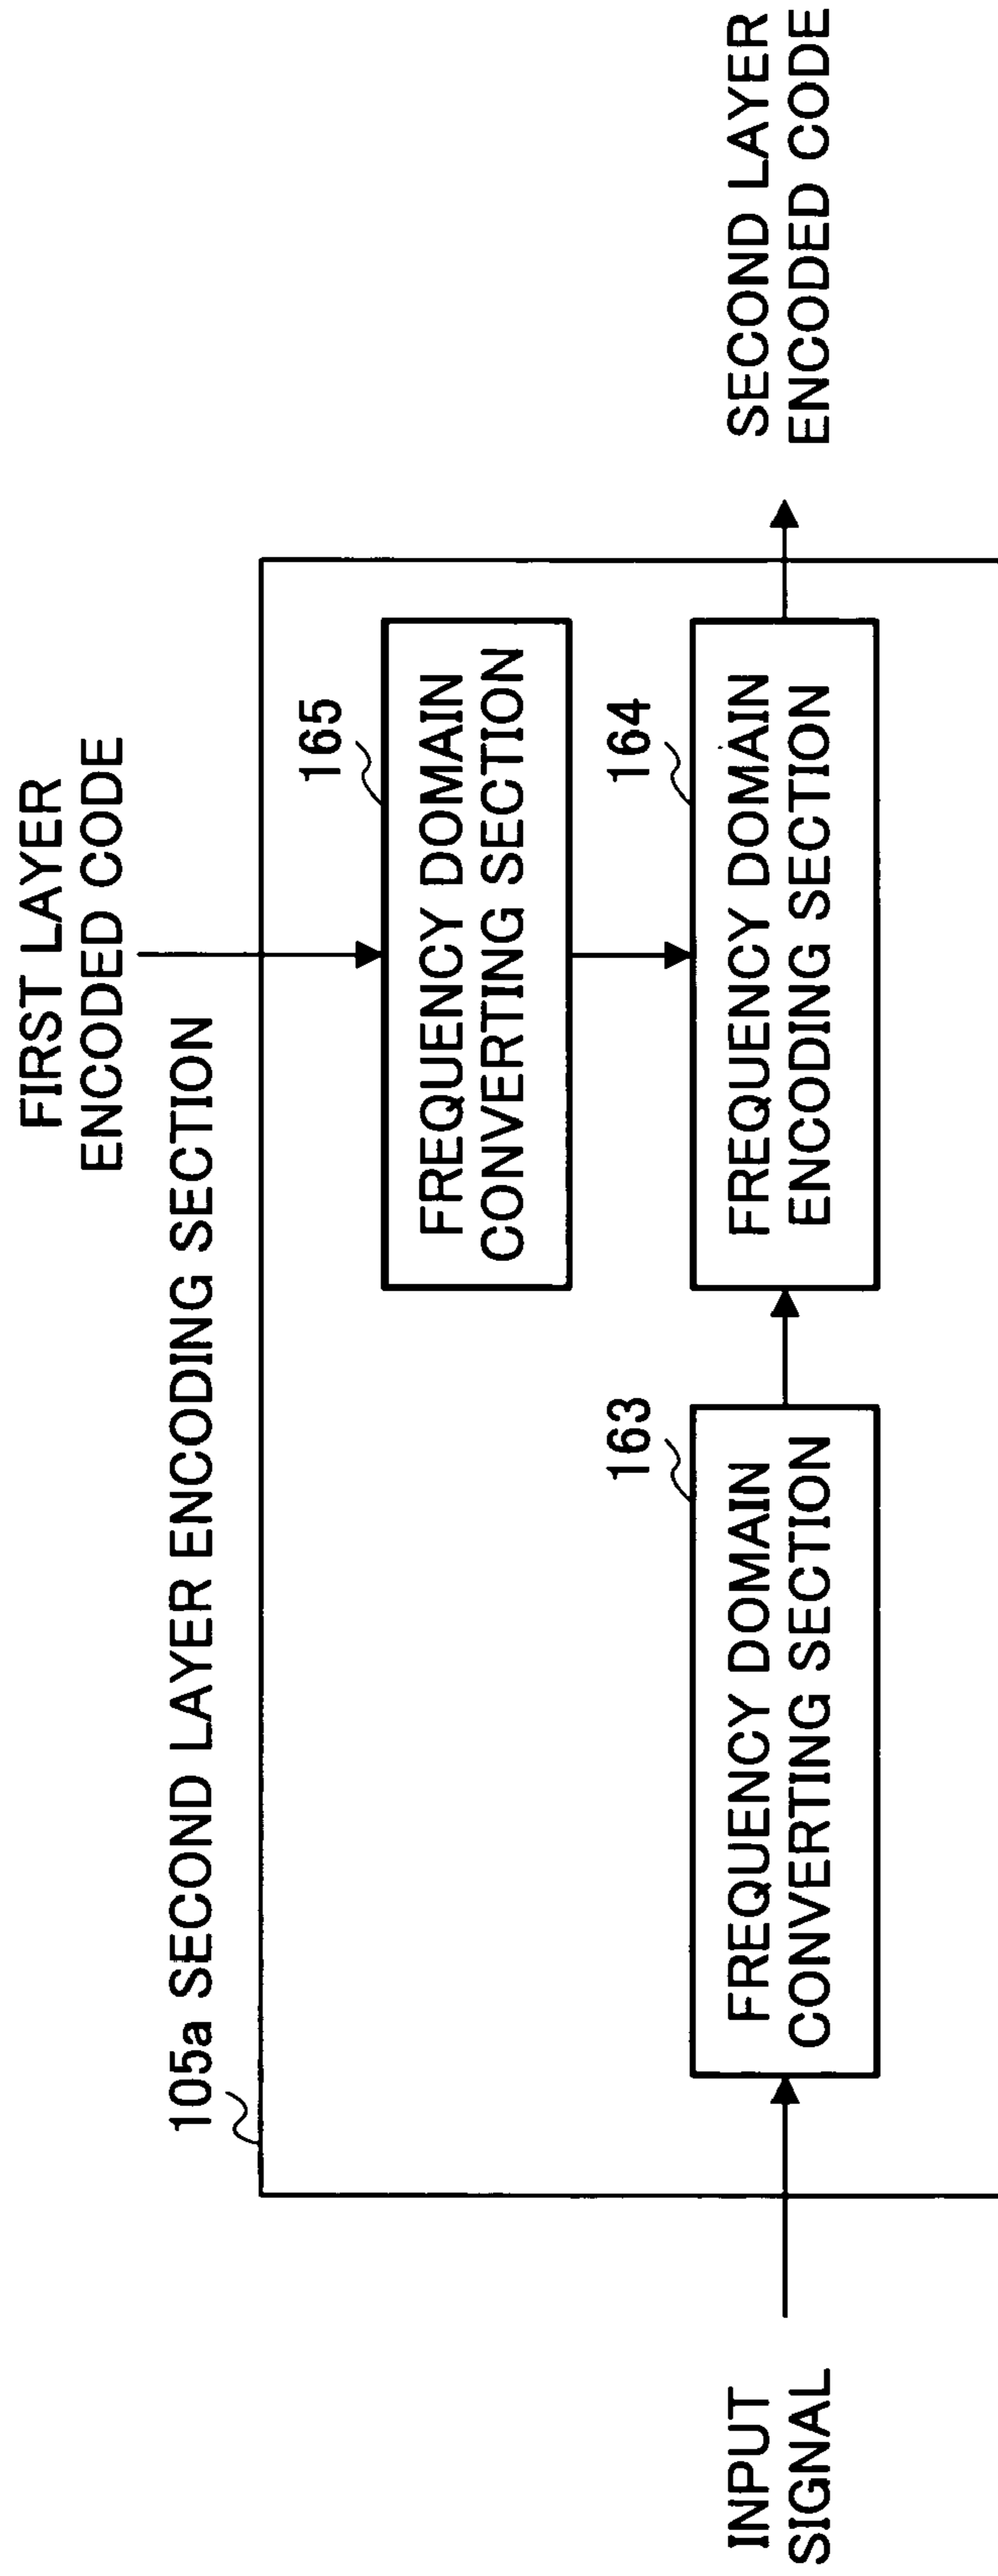 FIRST LAYER
ENCODED CODE
105a SECOND LAYER ENCODING SECTION
165
FREQUENCY DOMAIN
CONVERTING SECTION
163
164
INPUT
SIGNAL
FREQUENCY DOMAIN
CONVERTING SECTION
FREQUENCY DOMAIN
ENCODING SECTION
SECOND LAYER
ENCODED CODE